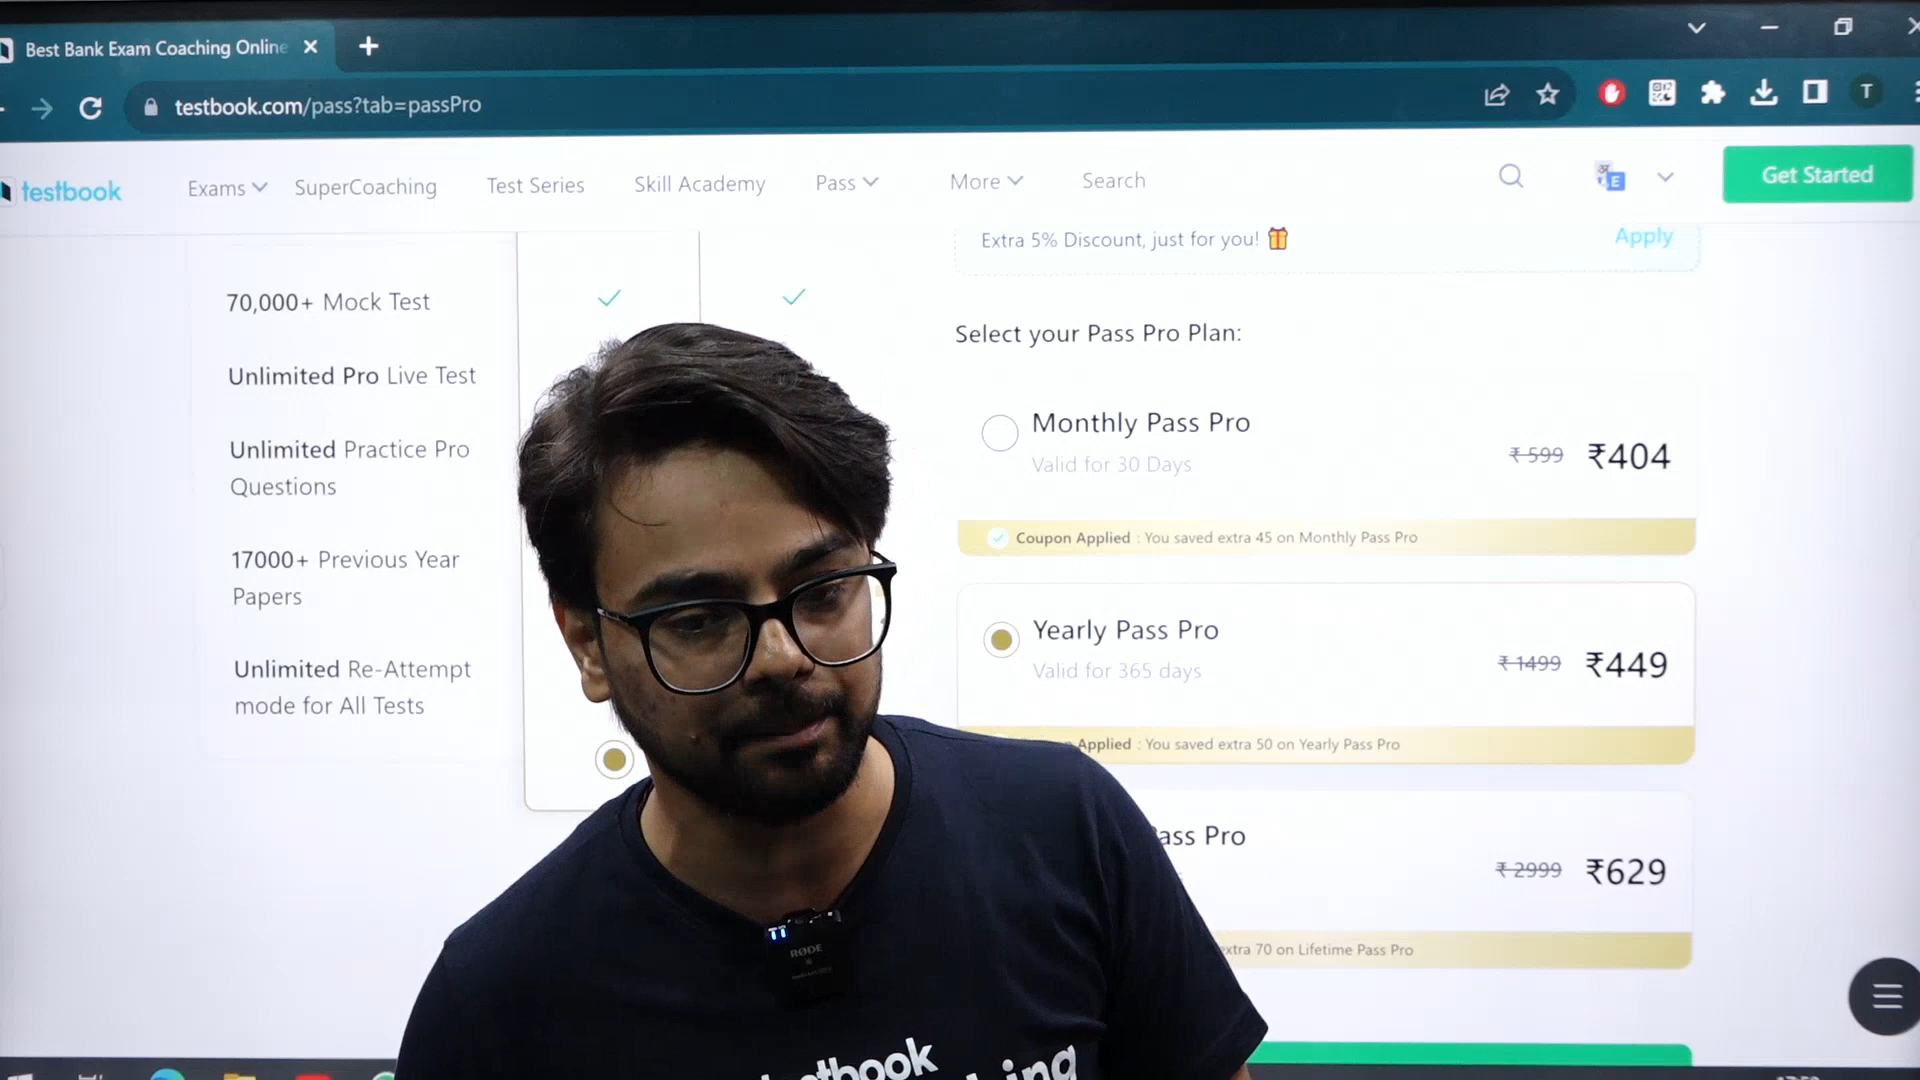 Best Bank Exam Coaching Online
testbook.com/pass?tab=passPro
T
testbook
Exams
SuperCoaching
Test Series
Skill Academy
Pass
More
Search
E
Get Started
Extra 5% Discount, just for you!
Apply
70,000+ Mock Test
Unlimited Pro Live Test
Unlimited Practice Pro
Questions
17000+ Previous Year
Papers
Unlimited Re-Attempt
mode for All Tests
Select your Pass Pro Plan:
Monthly Pass Pro
Valid for 30 Days
₹ 599 ₹404
Coupon Applied : You saved extra 45 on Monthly Pass Pro
Yearly Pass Pro
Valid for 365 days
₹ 1499 ₹449
Applied : You saved extra 50 on Yearly Pass Pro
Pass Pro
₹ 2999 ₹629
extra 70 on Lifetime Pass Pro
RØDE
testbook